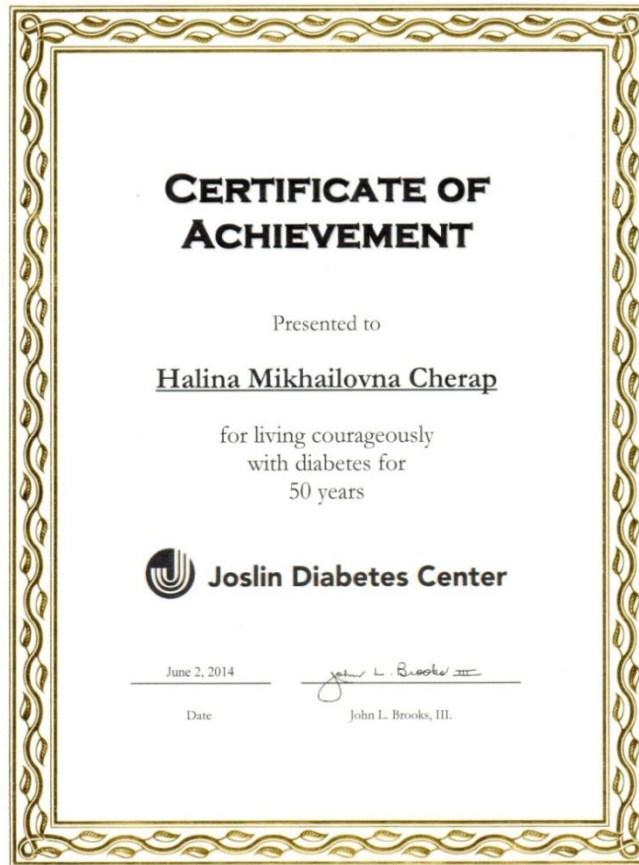 CERTIFICATE OF
ACHIEVEMENT
Presented to
Halina Mikhailovna Cherap
for living courageously
with diabetes for
50 years
Joslin Diabetes Center
June 2, 2014
John L. Brooks III
Date
John L. Brooks, III.